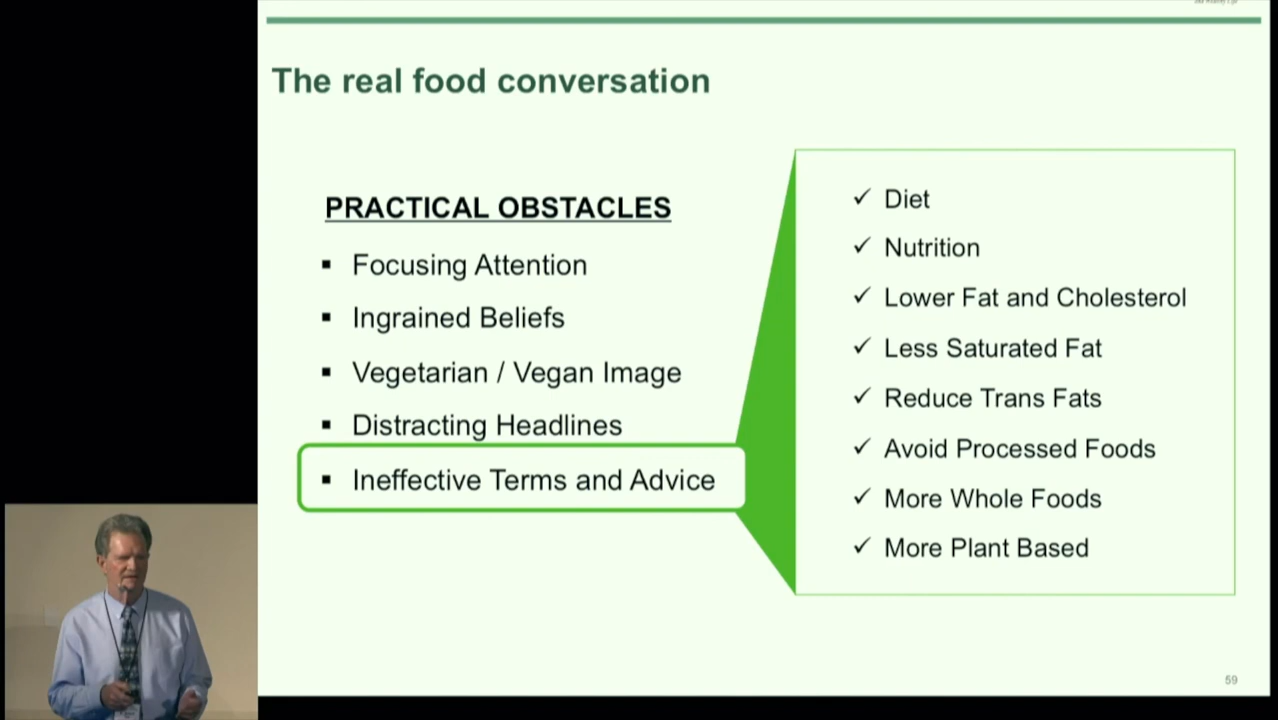 The real food conversation
PRACTICAL OBSTACLES
▪ Focusing Attention
▪ Ingrained Beliefs
▪ Vegetarian / Vegan Image
▪ Distracting Headlines
▪ Ineffective Terms and Advice
✓ Diet
✓ Nutrition
✓ Lower Fat and Cholesterol
✓ Less Saturated Fat
✓ Reduce Trans Fats
✓ Avoid Processed Foods
✓ More Whole Foods
✓ More Plant Based
59